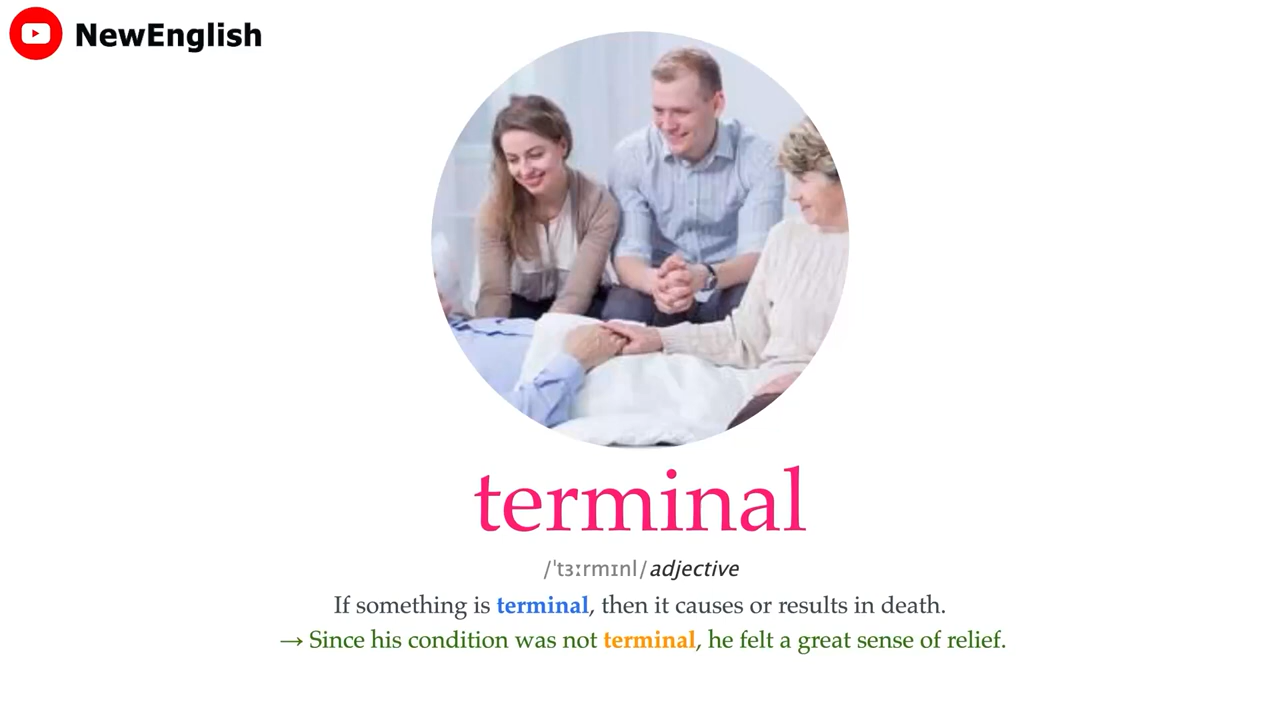 NewEnglish
terminal
/ˈtɜːrmɪnl/adjective
If something is terminal, then it causes or results in death.
→ Since his condition was not terminal, he felt a great sense of relief.